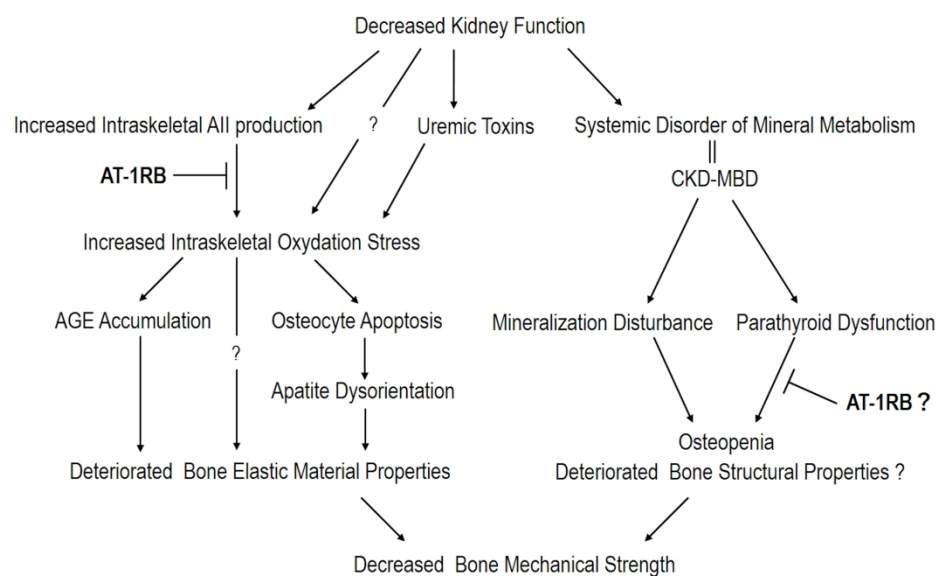 Decreased Kidney Function
Increased Intraskeletal AII production
?
Uremic Toxins
Systemic Disorder of Mineral Metabolism
AT-1RB
CKD-MBD
Increased Intraskeletal Oxydation Stress
AGE Accumulation
Osteocyte Apoptosis
Mineralization Disturbance
Parathyroid Dysfunction
?
Apatite Dysorientation
AT-1RB ?
Osteopenia
Deteriorated Bone Elastic Material Properties
Deteriorated Bone Structural Properties ?
Decreased Bone Mechanical Strength